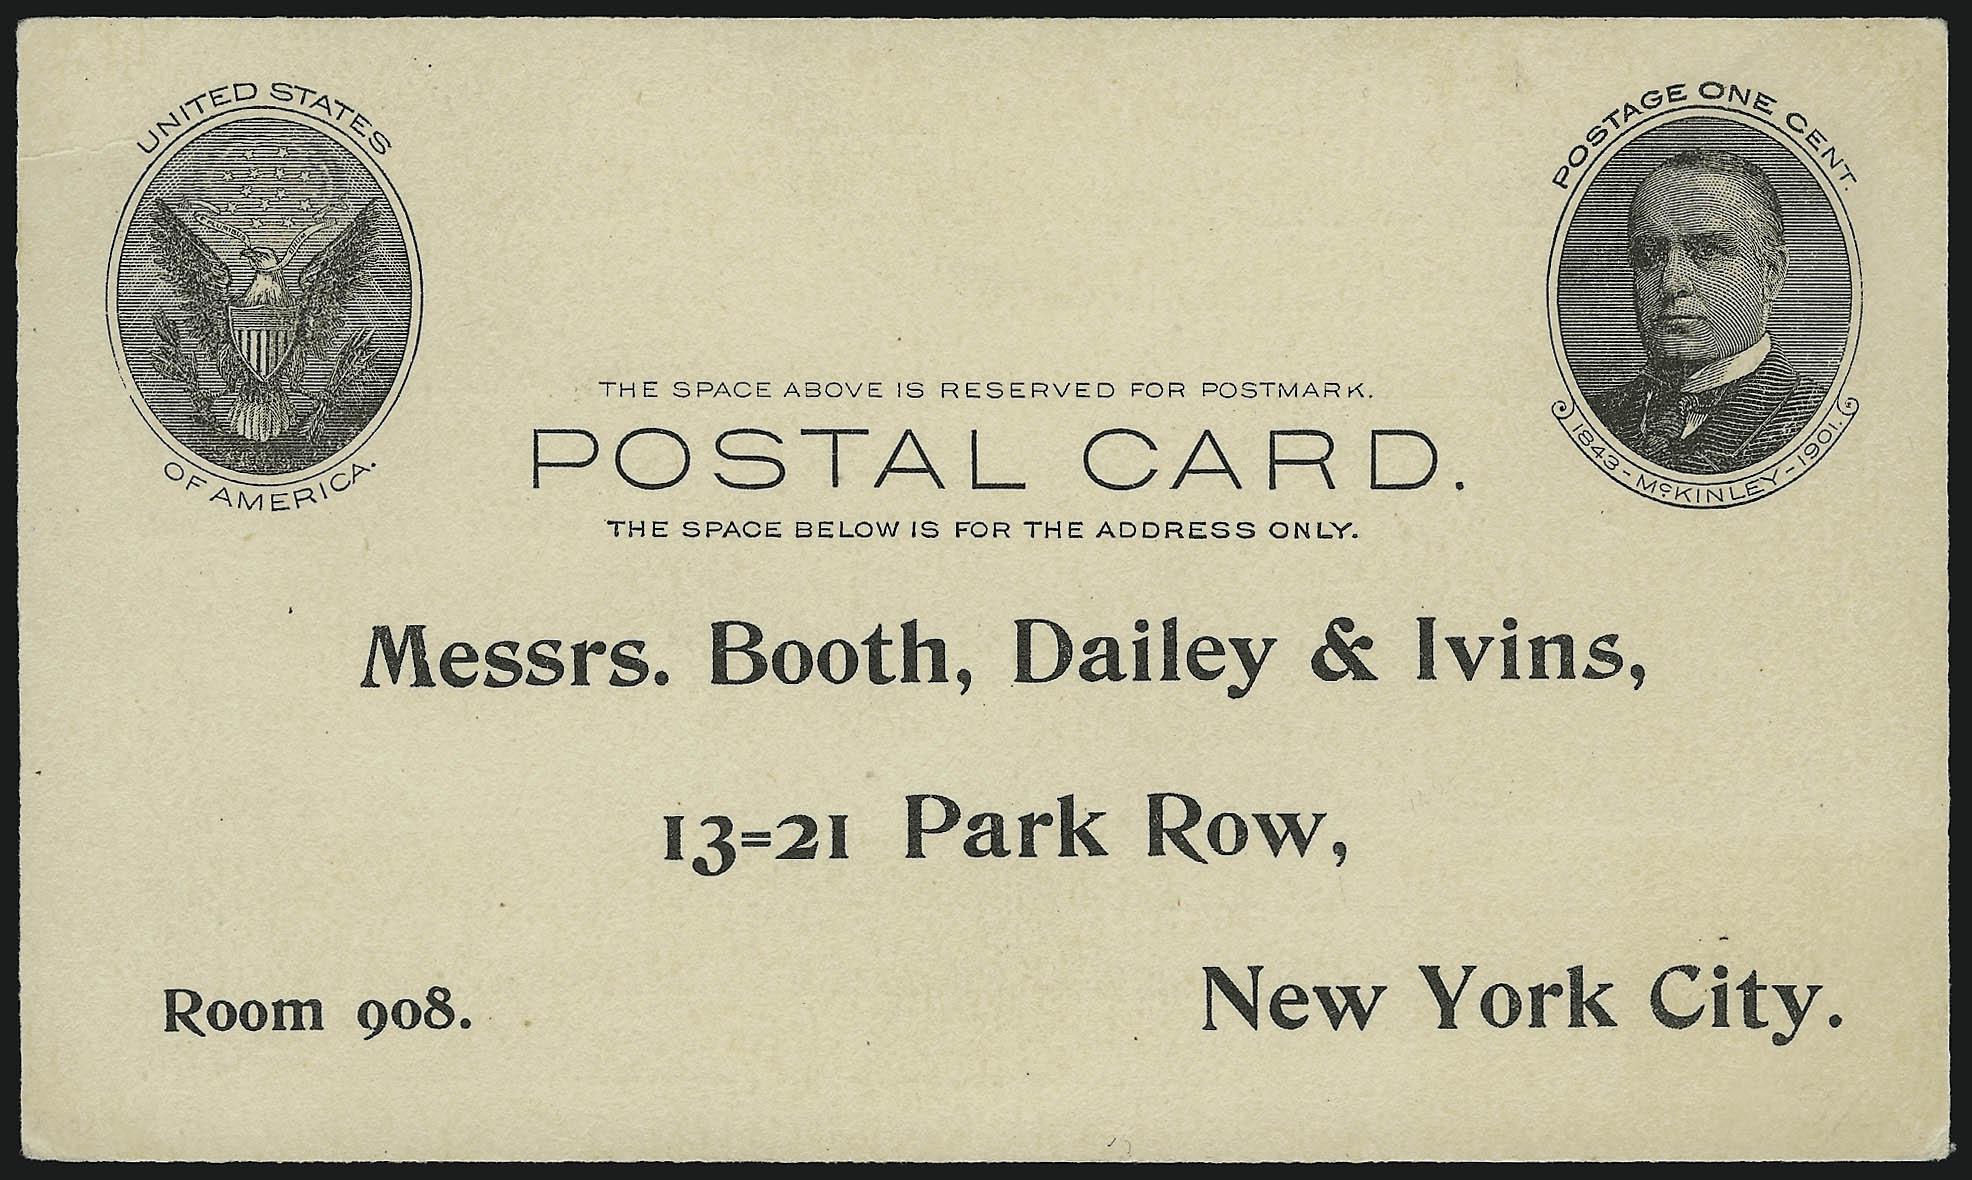 UNITED STATES
OF AMERICA.
POSTAGE ONE CENT.
1843-McKINLEY-1901.
THE SPACE ABOVE IS RESERVED FOR POSTMARK.
POSTAL CARD.
THE SPACE BELOW IS FOR THE ADDRESS ONLY.
Messrs. Booth, Dailey & Ivins,
13=21 Park Row,
New York City.
Room 908.